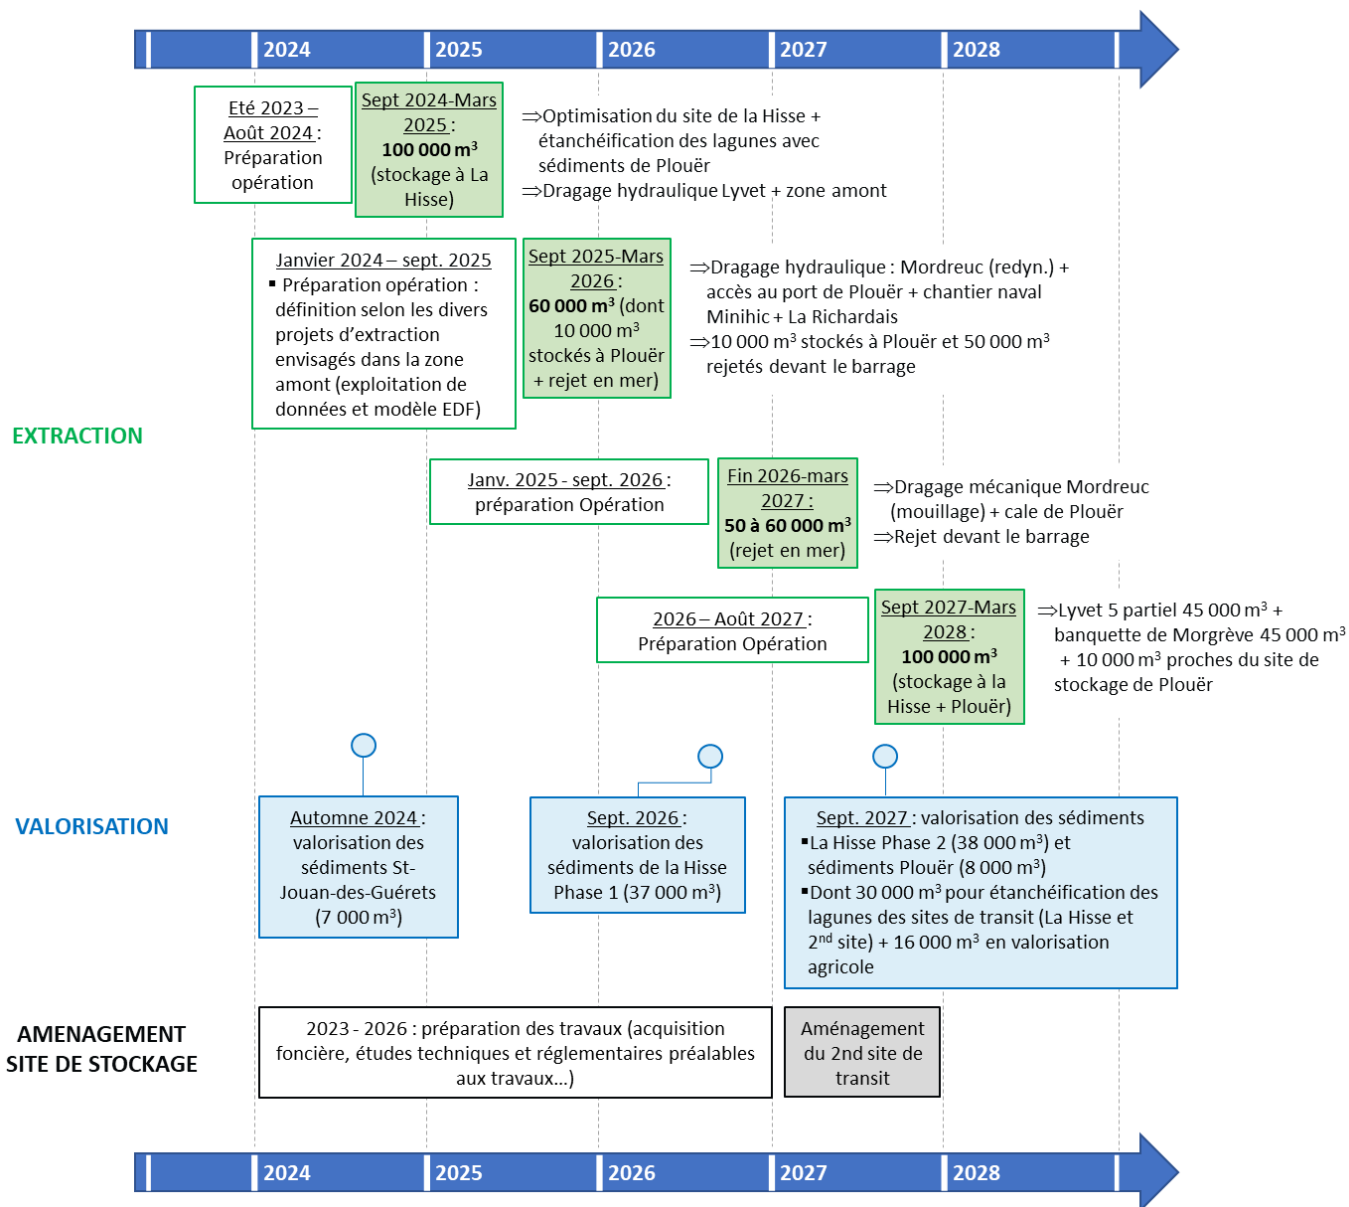 2024
2025
2026
2027
2028
Eté 2023 –
Août 2024 :
Préparation
opération
Sept 2024-Mars
2025 :
100 000 m³
(stockage à La
Hisse)
⇒Optimisation du site de la Hisse +
étanchéification des lagunes avec
sédiments de Plouër
⇒Dragage hydraulique Lyvet + zone amont
Janvier 2024 – sept. 2025
▪ Préparation opération :
définition selon les divers
projets d’extraction
envisagés dans la zone
amont (exploitation de
données et modèle EDF)
Sept 2025-Mars
2026 :
60 000 m³ (dont
10 000 m³
stockés à Plouër
+ rejet en mer)
⇒Dragage hydraulique : Mordreuc (redyn.) +
accès au port de Plouër + chantier naval
Minihic + La Richardais
⇒10 000 m³ stockés à Plouër et 50 000 m³
rejetés devant le barrage
EXTRACTION
Janv. 2025 - sept. 2026 :
préparation Opération
Fin 2026-mars
2027 :
50 à 60 000 m³
(rejet en mer)
⇒Dragage mécanique Mordreuc
(mouillage) + cale de Plouër
⇒Rejet devant le barrage
2026 – Août 2027 :
Préparation Opération
Sept 2027-Mars
2028 :
100 000 m³
(stockage à la
Hisse + Plouër)
⇒Lyvet 5 partiel 45 000 m³ +
banquette de Morgrève 45 000 m³
+ 10 000 m³ proches du site de
stockage de Plouër
VALORISATION
Automne 2024 :
valorisation des
sédiments St-
Jouan-des-Guérets
(7 000 m³)
Sept. 2026 :
valorisation des
sédiments de la Hisse
Phase 1 (37 000 m³)
Sept. 2027 : valorisation des sédiments
▪La Hisse Phase 2 (38 000 m³) et
sédiments Plouër (8 000 m³)
▪Dont 30 000 m³ pour étanchéification des
lagunes des sites de transit (La Hisse et
2nd site) + 16 000 m³ en valorisation
agricole
AMENAGEMENT
SITE DE STOCKAGE
2023 - 2026 : préparation des travaux (acquisition
foncière, études techniques et réglementaires préalables
aux travaux...)
Aménagement
du 2nd site de
transit
2024
2025
2026
2027
2028